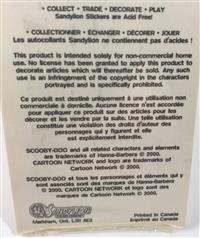 • COLLECT • TRADE • DECORATE • PLAY
Sandylion Stickers are Acid Free!
• COLLECTIONNER • ÉCHANGER • DÉCORER • JOUER
Les autocollants Sandylion ne contiennent pas d'acides !
This product is intended solely for non-commercial home
use. No license has been granted to apply this product to
decorate articles which will thereafter be sold. Any such
use is an infringement of the copyright in the characters
portrayed and is specifically prohibited.
Ce produit est destiné uniquement à une utilisation non
commerciale à domicile. Aucune licence n'est accordée
pour appliquer ce produit sur des articles pour les
décorer et les vendre par la suite. Une telle utilisation
constitue une infraction au droit d'auteur des
personnages qui y figurent et elle
est explicitement interdite.
SCOOBY-DOO and all related characters and elements
are trademarks of Hanna-Barbera © 2000.
CARTOON NETWORK and logo are trademarks of
Cartoon Network © 2000.
SCOOBY-DOO et tous les personnages et éléments qui y
sont associés sont des marques de Hanna-Barbera
© 2000. CARTOON NETWORK et logo sont des
marques de Cartoon Network © 2000.
Sandylion
Markham, Ont. L3R 8E3
Printed in Canada
Imprimé au Canada